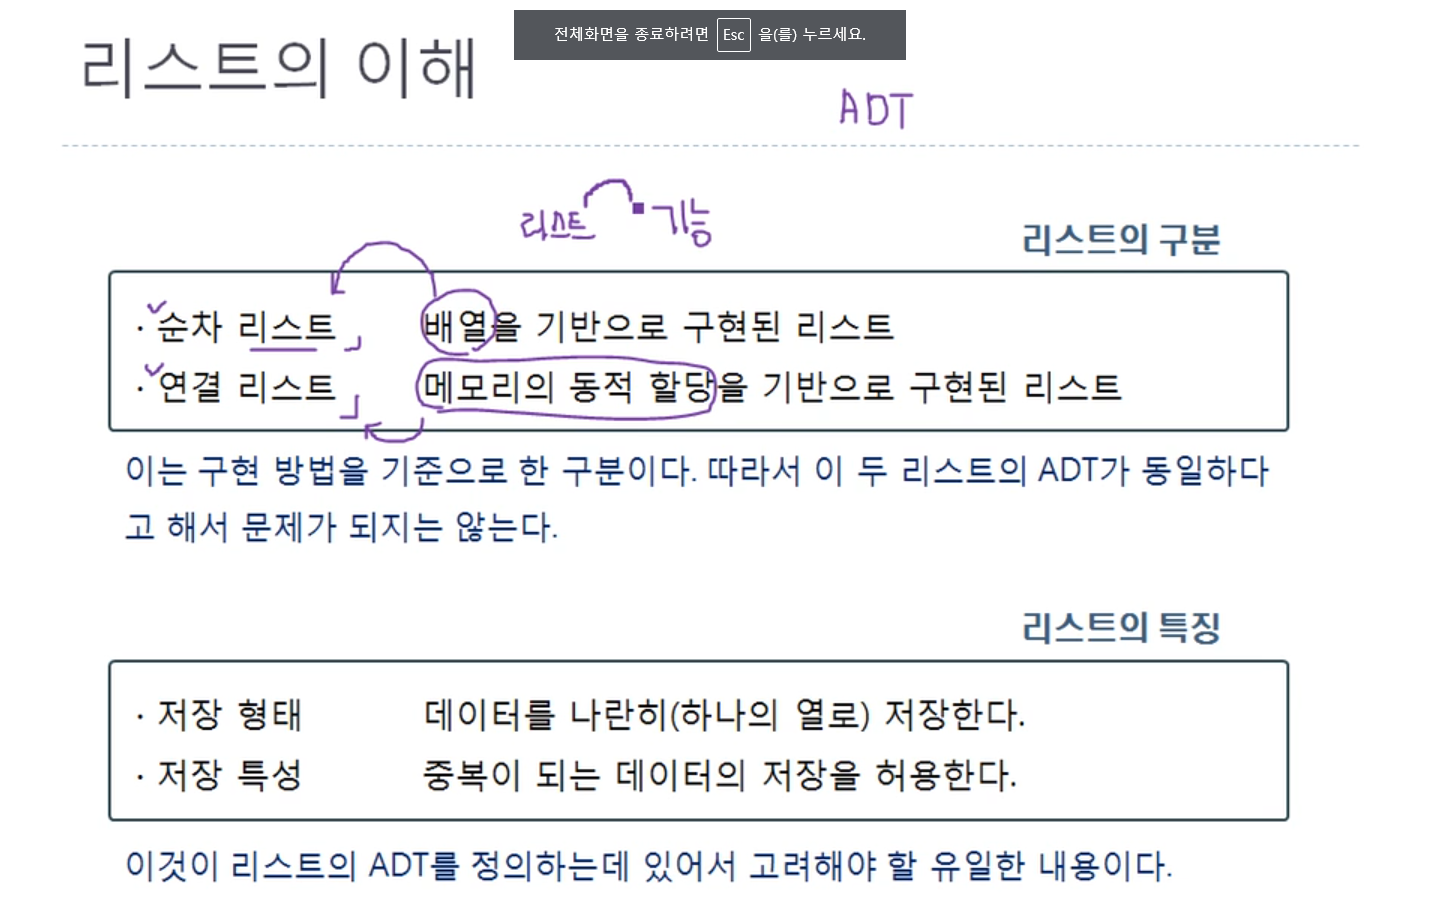 전체화면을 종료하려면 Esc 을(를) 누르세요.
리스트의 이해
ADT
리스트 기능
리스트의 구분
· 순차 리스트 배열을 기반으로 구현된 리스트
· 연결 리스트 메모리의 동적 할당을 기반으로 구현된 리스트
이는 구현 방법을 기준으로 한 구분이다. 따라서 이 두 리스트의 ADT가 동일하다
고 해서 문제가 되지는 않는다.
리스트의 특징
· 저장 형태 데이터를 나란히(하나의 열로) 저장한다.
· 저장 특성 중복이 되는 데이터의 저장을 허용한다.
이것이 리스트의 ADT를 정의하는데 있어서 고려해야 할 유일한 내용이다.